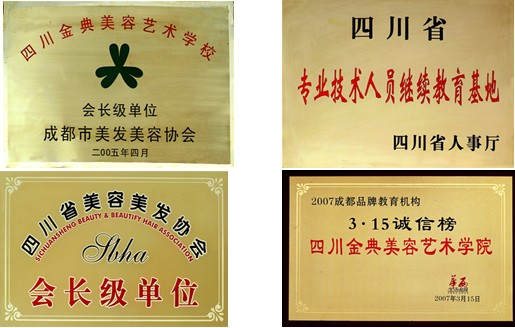 四川金典美容艺术学校
会长级单位
成都市美发美容协会
二00五年四月
四川省
专业技术人员继续教育基地
四川省人事厅
四川省美容美发协会
SICHUANSHENG BEAUTY & BEAUTIFY HAIR ASSOCIATION
Sbha
会长级单位
2007成都品牌教育机构
3·15诚信榜
四川金典美容艺术学院
2007年3月15日